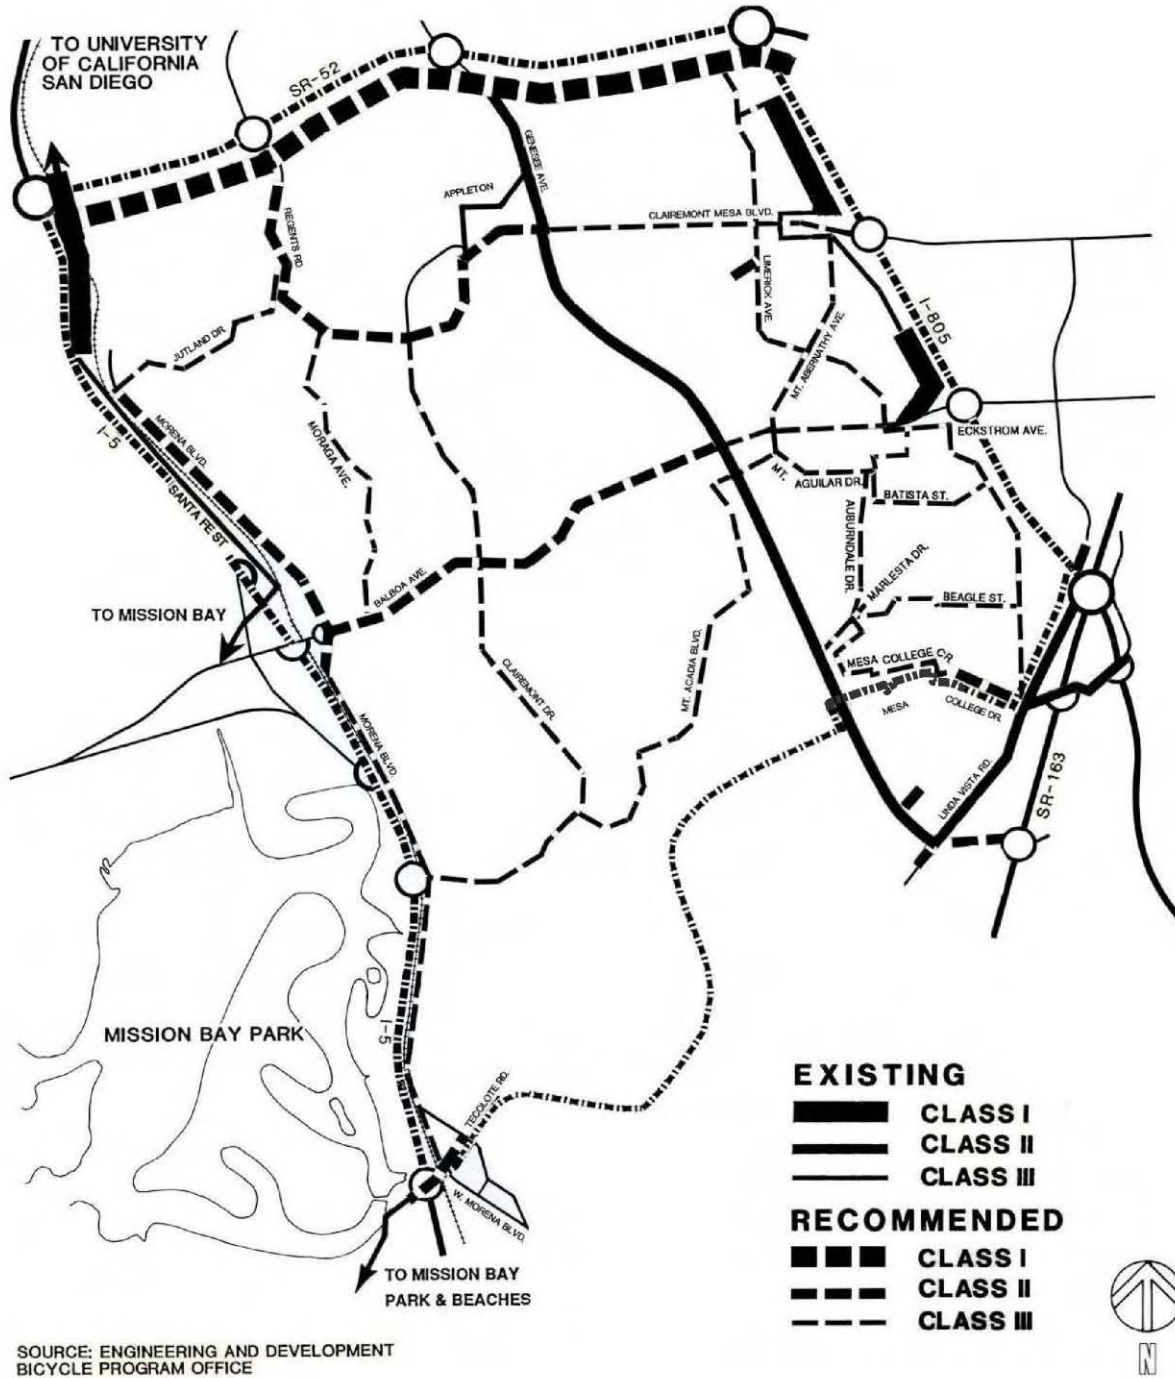 TO UNIVERSITY
OF CALIFORNIA
SAN DIEGO
SR-52
GENESEE AVE.
APPLETON
REGENTS RD
CLAIREMONT MESA BLVD.
LIMERICK AVE.
I-805
JUTLAND DR
MT. ABERNATHY AVE.
MORENA BLVD.
I-5
MORAGA AVE.
ECKSTROM AVE.
SANTA FE ST
MT.
AGUILAR DR.
BATISTA ST.
AUBURNDALE DR.
MARLESTA DR.
BALBOA AVE.
BEAGLE ST.
TO MISSION BAY
MT. ACADIA BLVD.
MESA COLLEGE CR.
CLAIREMONT DR.
MESA
COLLEGE DR.
MORENA BLVD.
LINDA VISTA RD.
SR-163
MISSION BAY PARK
I-5
TECOLOTE RD.
W. MORENA BLVD.
TO MISSION BAY
PARK & BEACHES
EXISTING
CLASS I
CLASS II
CLASS III
RECOMMENDED
CLASS I
CLASS II
CLASS III
N
SOURCE: ENGINEERING AND DEVELOPMENT
BICYCLE PROGRAM OFFICE